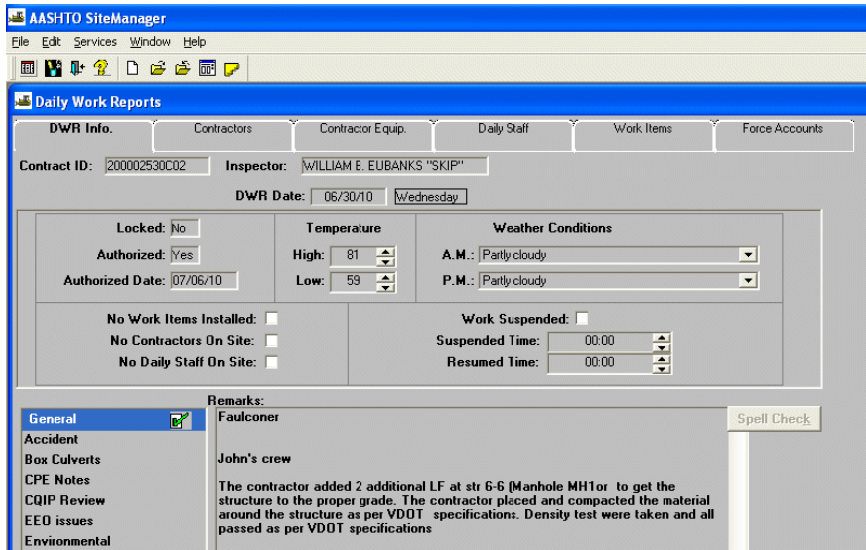 AASHTO SiteManager
File Edit Services Window Help
Daily Work Reports
DWR Info. Contractors Contractor Equip. Daily Staff Work Items Force Accounts
Contract ID: 200002530C02 Inspector: WILLIAM E. EUBANKS "SKIP"
DWR Date: 06/30/10 Wednesday
Locked: No Temperature Weather Conditions
Authorized: Yes High: 81 A.M.: Partly cloudy
Authorized Date: 07/06/10 Low: 59 P.M.: Partly cloudy
No Work Items Installed: Work Suspended:
No Contractors On Site: Suspended Time: 00:00
No Daily Staff On Site: Resumed Time: 00:00
Remarks:
General Faulconer Spell Check
Accident
Box Culverts John's crew
CPE Notes
CQIP Review
EEO issues
Environmental
The contractor added 2 additional LF at str 6-6 (Manhole MH1or to get the
structure to the proper grade. The contractor placed and compacted the material
around the structure as per VDOT specifications. Density test were taken and all
passed as per VDOT specifications